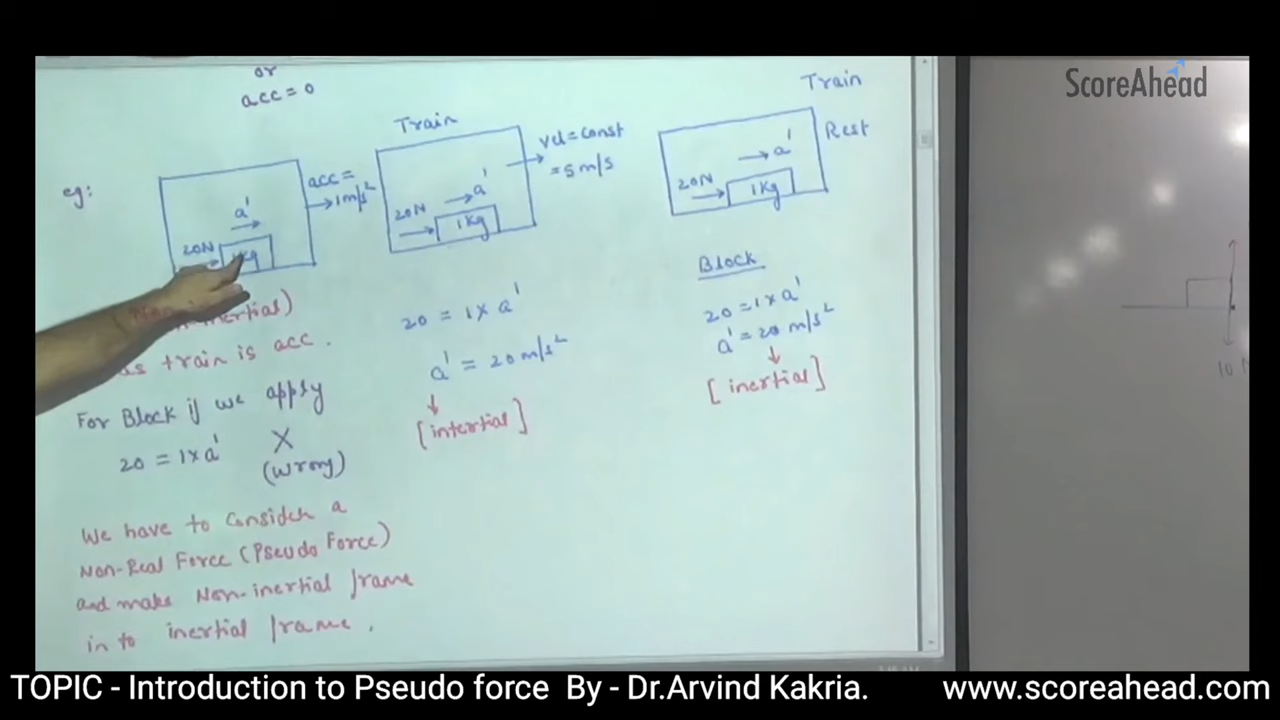 or
acc = 0
ScoreAhead
eg:
acc =
1m/s²
a'
20N
Kg
Train
vel = const
= 5 m/s
a'
20N
1Kg
Train
Rest
a'
20N
1Kg
inertial)
as train is acc.
For Block if we apply
20 = 1×a' X
(wrong)
We have to consider a
Non-Real Force (Pseudo Force)
and make Non-inertial frame
in to inertial frame.
20 = 1× a'
a' = 20 m/s²
↓
[intertial]
Block
20 = 1×a'
a' = 20 m/s²
↓
[inertial]
10
TOPIC - Introduction to Pseudo force By - Dr.Arvind Kakria. www.scoreahead.com